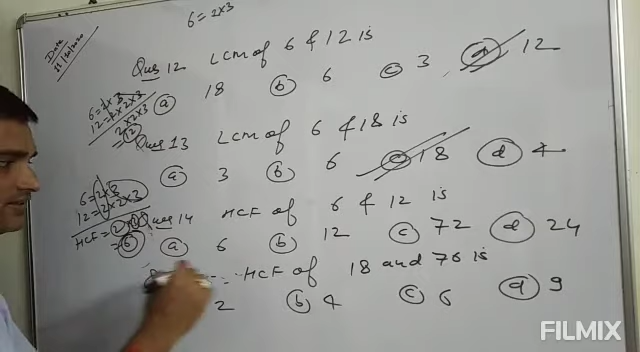 6 = 2×3
Date
Ques 12 LCM of 6 & 12 is
(a) 18 (b) 6 (c) 3 (d) 12
12 = 2×2×3
2×2×3
= 12
Ques 13 LCM of 6 & 18 is
(a) 3 (b) 6 (c) 18 (d) 4
6 = 2×3
12 = 2×2×3
HCF = 2×3
= 6
Ques 14 HCF of 6 & 12 is
(a) 6 (b) 12 (c) 72 (d) 24
HCF of 18 and 76 is
2 (b) 4 (c) 6 (d) 9
FILMIX